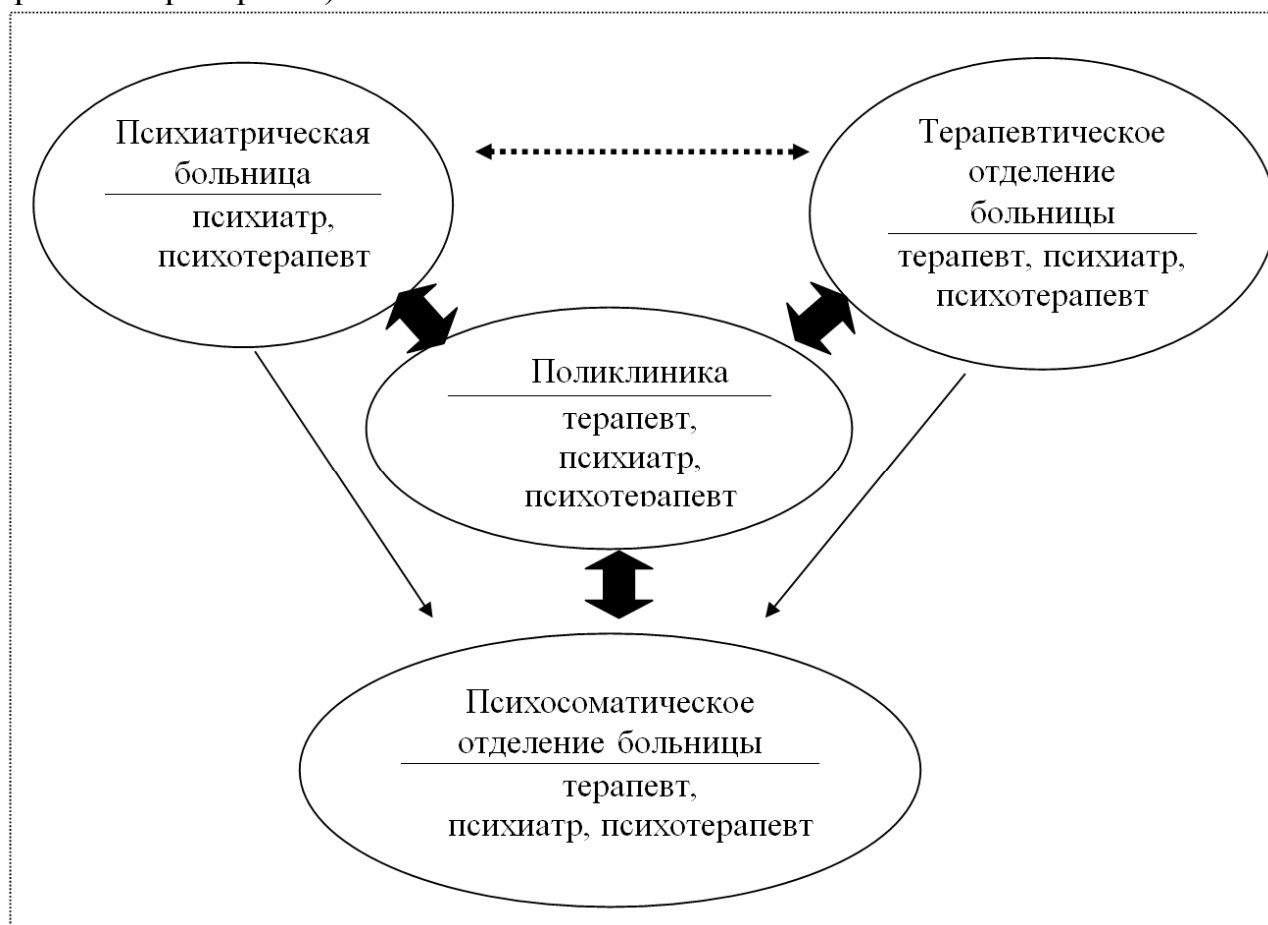 Психиатрическая
больница
психиатр,
психотерапевт
Терапевтическое
отделение
больницы
терапевт, психиатр,
психотерапевт
Поликлиника
терапевт,
психиатр,
психотерапевт
Психосоматическое
отделение больницы
терапевт,
психиатр, психотерапевт